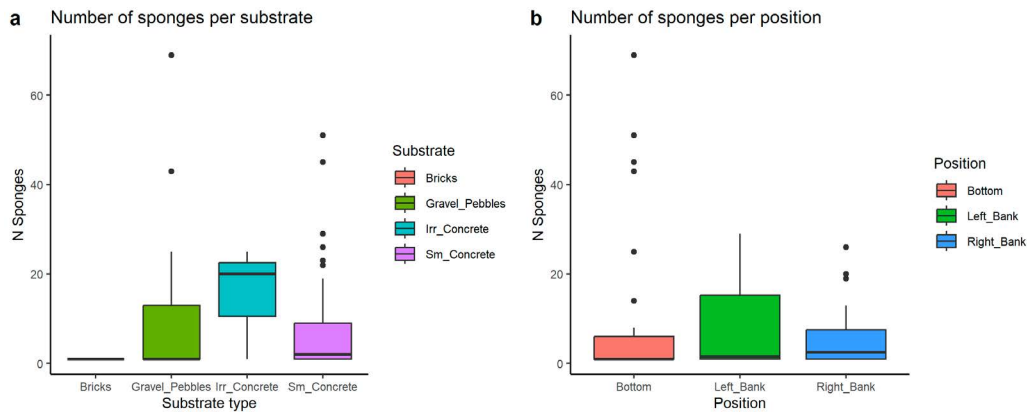 a
Number of sponges per substrate
60
40
20
0
N Sponges
Bricks
Gravel_Pebbles
Irr_Concrete
Sm_Concrete
Substrate type
Substrate
Bricks
Gravel_Pebbles
Irr_Concrete
Sm_Concrete
b
Number of sponges per position
60
40
20
0
N Sponges
Bottom
Left_Bank
Right_Bank
Position
Position
Bottom
Left_Bank
Right_Bank